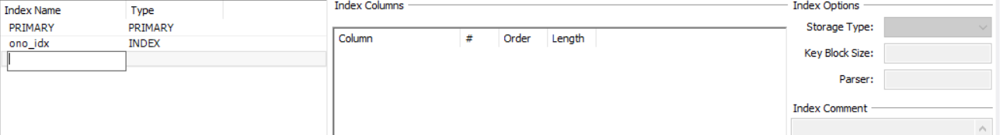 Index Name Type
PRIMARY PRIMARY
ono_idx INDEX
Index Columns
Column # Order Length
Index Options
Storage Type:
Key Block Size:
Parser:
Index Comment